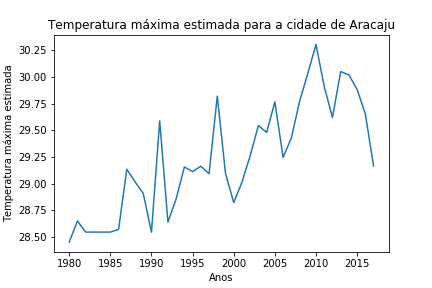 Temperatura máxima estimada para a cidade de Aracaju
Temperatura máxima estimada
30.25
30.00
29.75
29.50
29.25
29.00
28.75
28.50
1980 1985 1990 1995 2000 2005 2010 2015
Anos